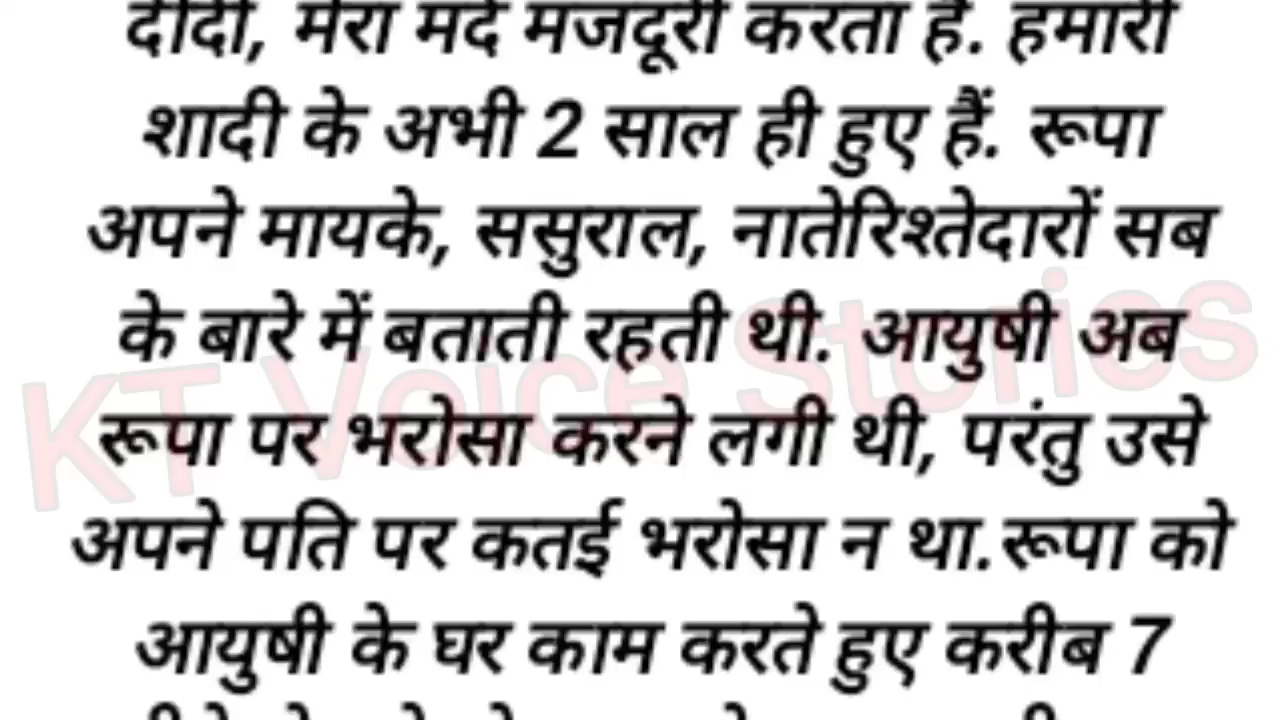 दीदी, मेरा मर्द मजदूरी करता है. हमारी
शादी के अभी 2 साल ही हुए हैं. रूपा
अपने मायके, ससुराल, नातेरिश्तेदारों सब
के बारे में बताती रहती थी. आयुषी अब
रूपा पर भरोसा करने लगी थी, परंतु उसे
अपने पति पर कतई भरोसा न था.रूपा को
आयुषी के घर काम करते हुए करीब 7
KT Voice Stories